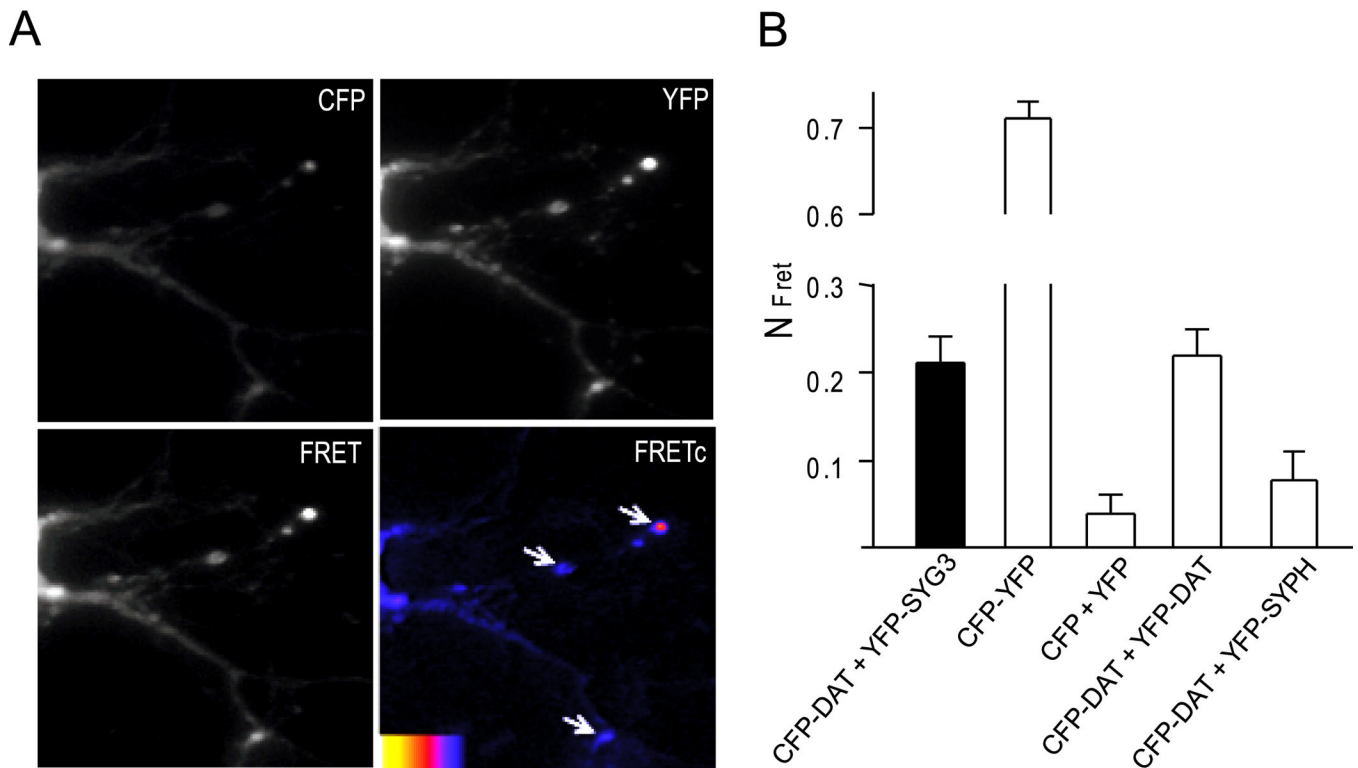 A
B
CFP
YFP
FRET
FRETc
0.7
0.6
0.3
0.2
0.1
N Fret
CFP-DAT + YFP-SYG3
CFP-YFP
CFP + YFP
CFP-DAT + YFP-DAT
CFP-DAT + YFP-SYPH